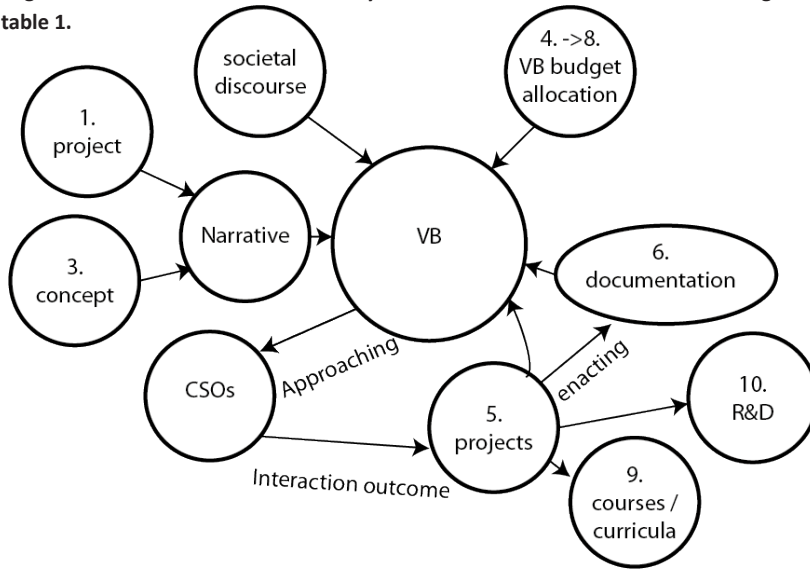 table 1.
societal
discourse
4. ->8.
VB budget
allocation
1.
project
Narrative
VB
3.
concept
6.
documentation
CSOs
Approaching
enacting
5.
projects
10.
R&D
Interaction outcome
9.
courses /
curricula